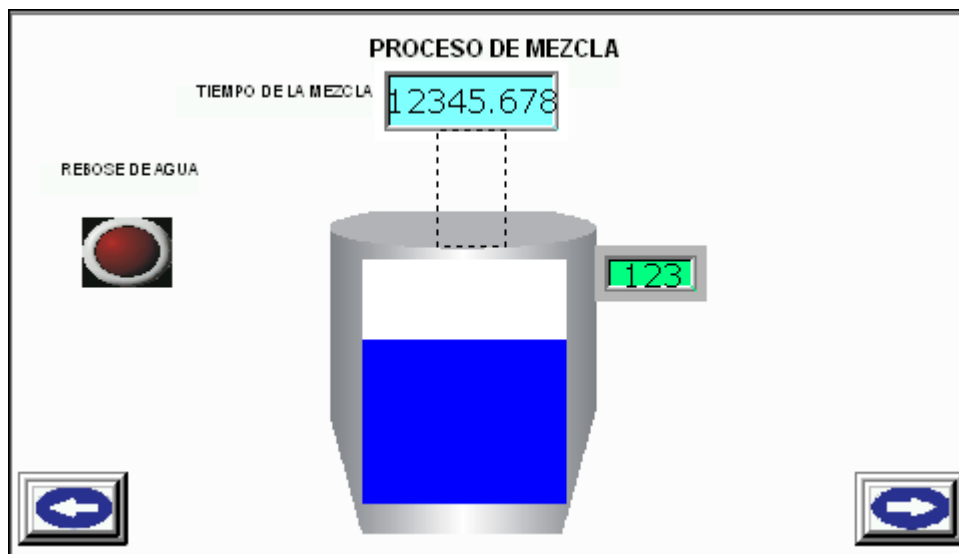 PROCESO DE MEZCLA
TIEMPO DE LA MEZCLA 12345.678
REBOSE DE AGUA
123